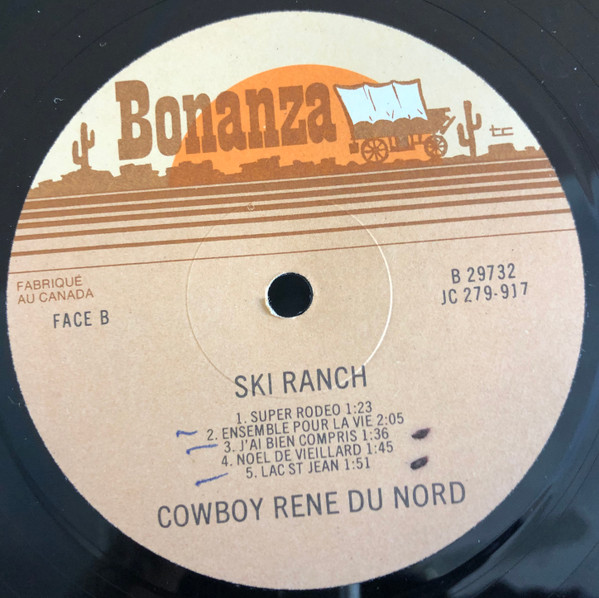 Bonanza
FABRIQUÉ
AU CANADA
FACE B
B 29732
JC 279-917
SKI RANCH
1. SUPER RODEO 1:23
2. ENSEMBLE POUR LA VIE 2:05
3. J'AI BIEN COMPRIS 1:36
4. NOEL DE VIEILLARD 1:45
5. LAC ST JEAN 1:51
COWBOY RENE DU NORD